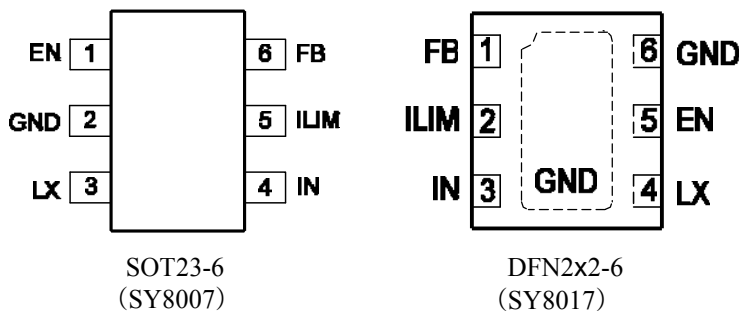 EN 1 6 FB FB 1 6 GND
GND 2 5 ILIM ILIM 2 5 EN
LX 3 4 IN IN 3 GND 4 LX
SOT23-6 DFN2x2-6
(SY8007) (SY8017)